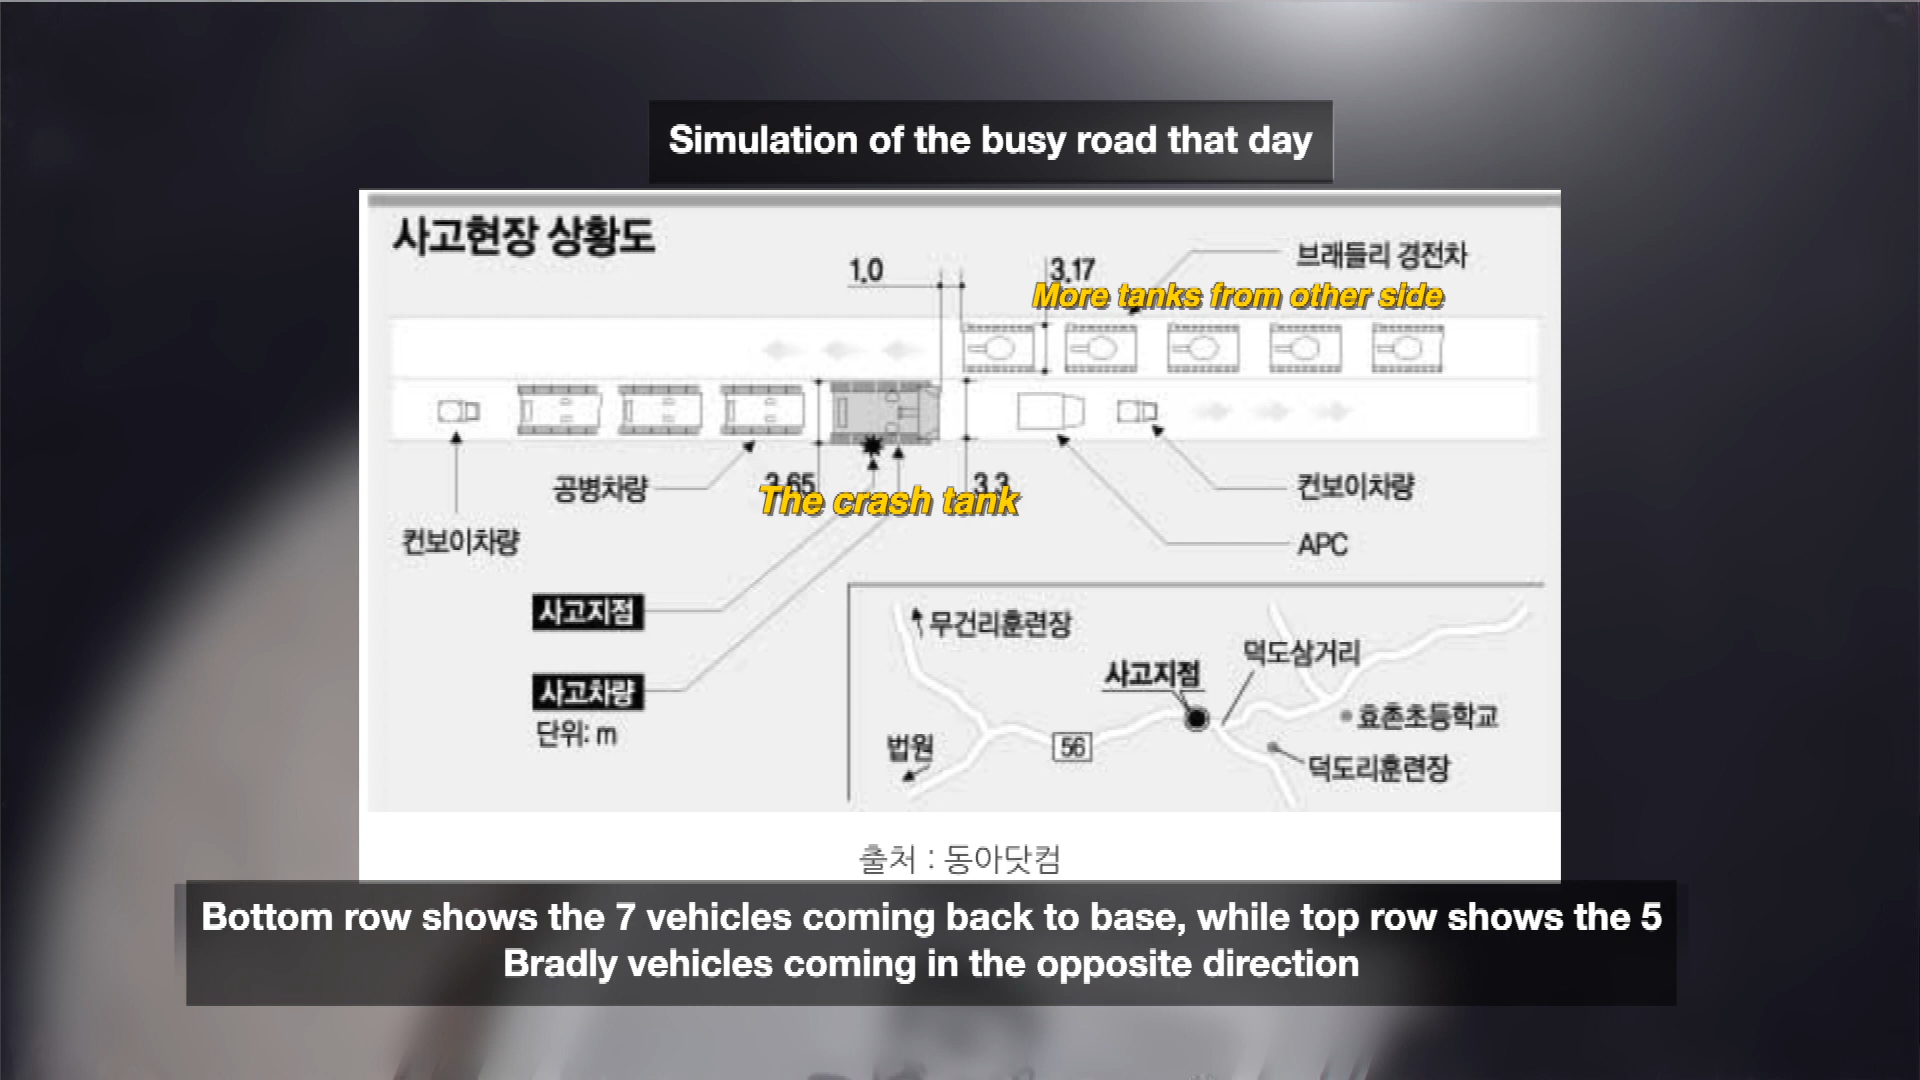 Simulation of the busy road that day
사고현장 상황도
브래들리 경전차
1.0
3.17
More tanks from other side
공병차량
3.65
3.3
The crash tank
컨보이차량
컨보이차량
APC
사고지점
사고차량
단위: m
무건리훈련장
덕도삼거리
사고지점
효촌초등학교
법원
56
덕도리훈련장
출처 : 동아닷컴
Bottom row shows the 7 vehicles coming back to base, while top row shows the 5
Bradly vehicles coming in the opposite direction